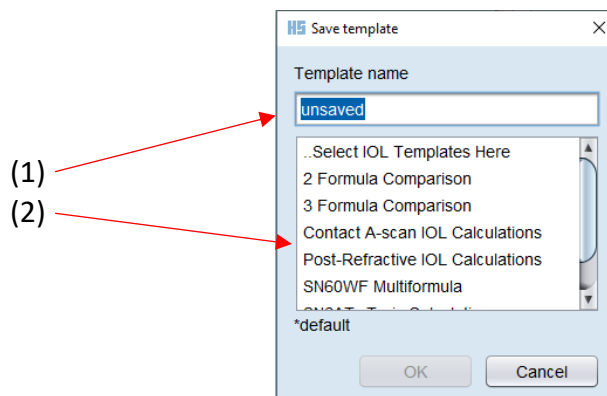 HS Save template
Template name
unsaved
..Select IOL Templates Here
2 Formula Comparison
3 Formula Comparison
Contact A-scan IOL Calculations
Post-Refractive IOL Calculations
SN60WF Multiformula
*default
OK
Cancel
(1)
(2)